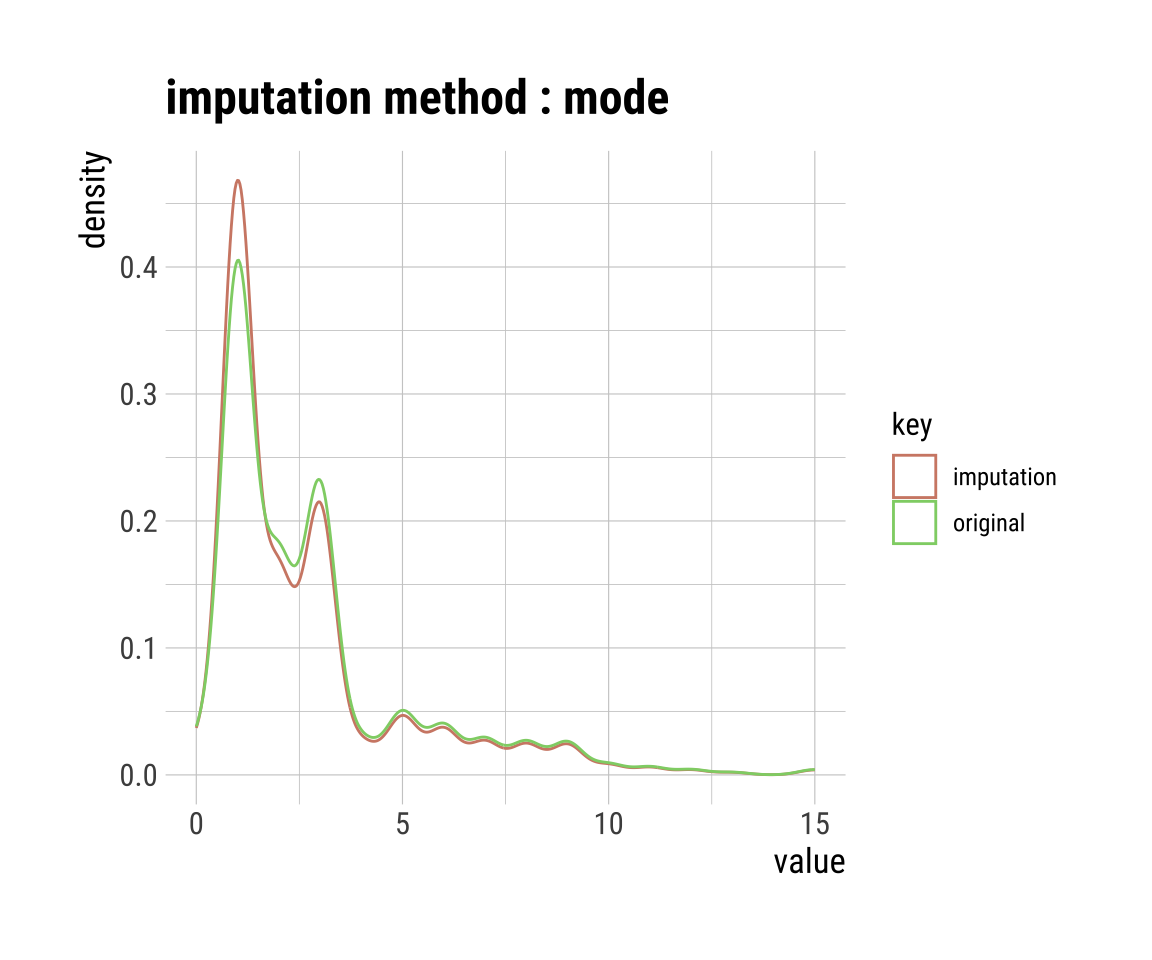 imputation method : mode
density
0.4
0.3
0.2
0.1
0.0
0 5 10 15
value
key
imputation
original